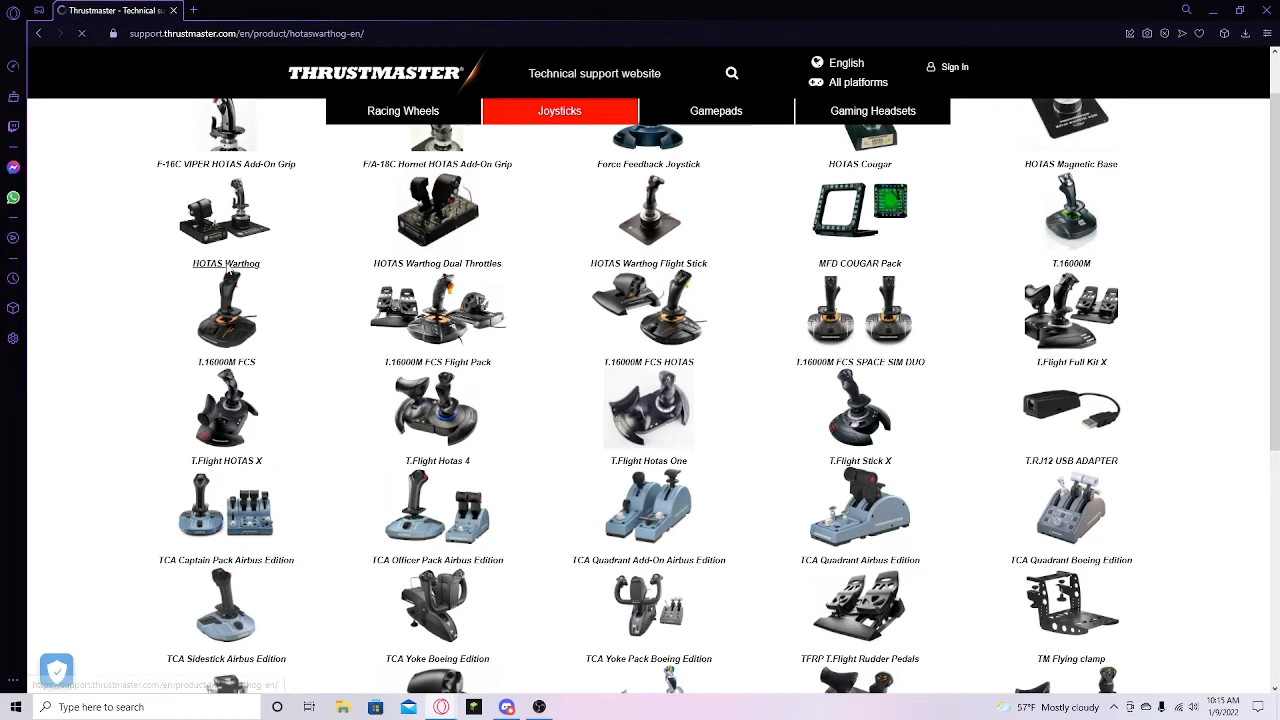 Thrustmaster - Technical su
support.thrustmaster.com/en/product/hotaswarthog-en/
THRUSTMASTER
Technical support website
English
All platforms
Sign In
Racing Wheels
Joysticks
Gamepads
Gaming Headsets
F-16C VIPER HOTAS Add-On Grip
F/A-18C Hornet HOTAS Add-On Grip
Force Feedback Joystick
HOTAS Cougar
HOTAS Magnetic Base
HOTAS Warthog
HOTAS Warthog Dual Throttles
HOTAS Warthog Flight Stick
MFD COUGAR Pack
T.16000M
T.16000M FCS
T.16000M FCS Flight Pack
T.16000M FCS HOTAS
T.16000M FCS SPACE SIM DUO
T.Flight Full Kit X
T.Flight HOTAS X
T.Flight Hotas 4
T.Flight Hotas One
T.Flight Stick X
T.RJ12 USB ADAPTER
TCA Captain Pack Airbus Edition
TCA Officer Pack Airbus Edition
TCA Quadrant Add-On Airbus Edition
TCA Quadrant Airbus Edition
TCA Quadrant Boeing Edition
TCA Sidestick Airbus Edition
TCA Yoke Boeing Edition
TCA Yoke Pack Boeing Edition
TFRP T.Flight Rudder Pedals
TM Flying clamp
Type here to search
57°F Mostly cloudy
10:15 AM